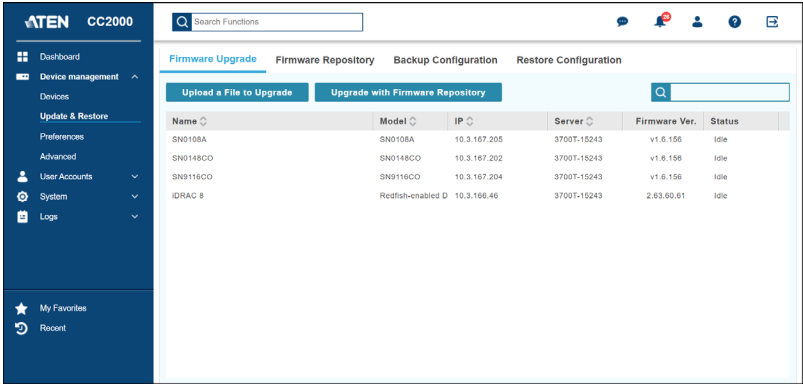 ATEN CC2000
Search Functions
28
Dashboard
Device management
Devices
Update & Restore
Preferences
Advanced
User Accounts
System
Logs
My Favorites
Recent
Firmware Upgrade Firmware Repository Backup Configuration Restore Configuration
Upload a File to Upgrade Upgrade with Firmware Repository
Name Model IP Server Firmware Ver. Status
SN0108A SN0108A 10.3.167.205 3700T-15243 v1.6.156 Idle
SN0148CO SN0148CO 10.3.167.202 3700T-15243 v1.6.156 Idle
SN9116CO SN9116CO 10.3.167.204 3700T-15243 v1.6.156 Idle
iDRAC 8 Redfish-enabled D 10.3.166.46 3700T-15243 2.63.60.61 Idle